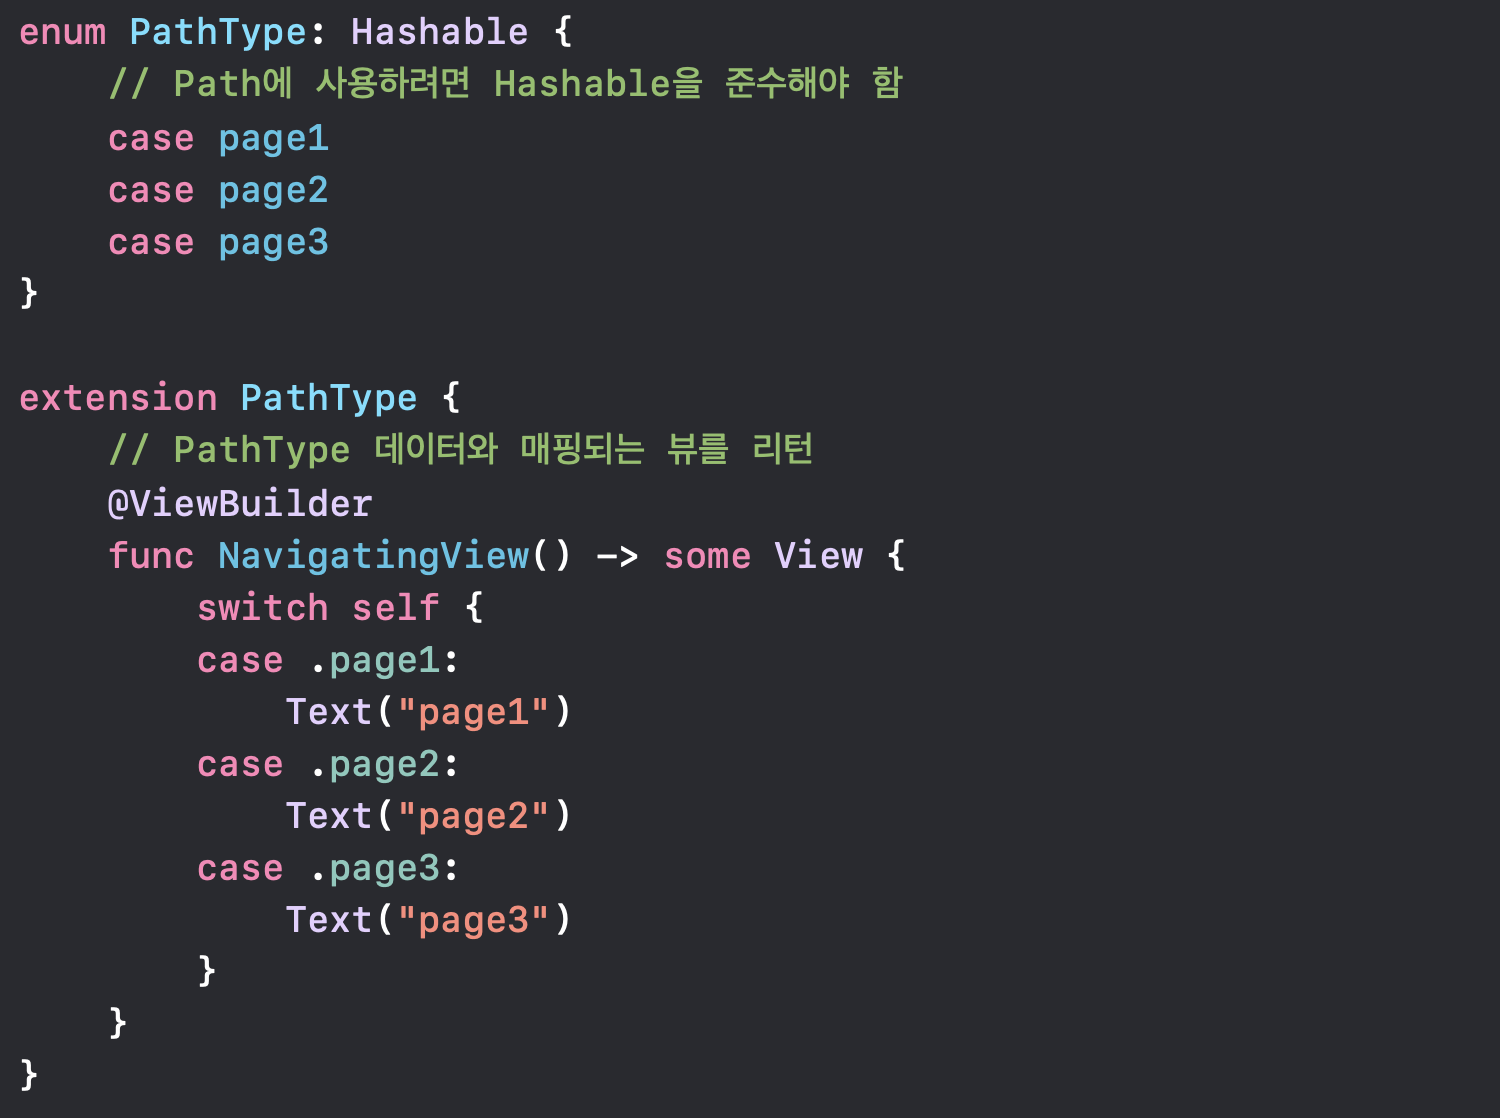 enum PathType: Hashable {
    // Path에 사용하려면 Hashable을 준수해야 함
    case page1
    case page2
    case page3
}

extension PathType {
    // PathType 데이터와 매핑되는 뷰를 리턴
    @ViewBuilder
    func NavigatingView() -> some View {
        switch self {
        case .page1:
            Text("page1")
        case .page2:
            Text("page2")
        case .page3:
            Text("page3")
        }
    }
}